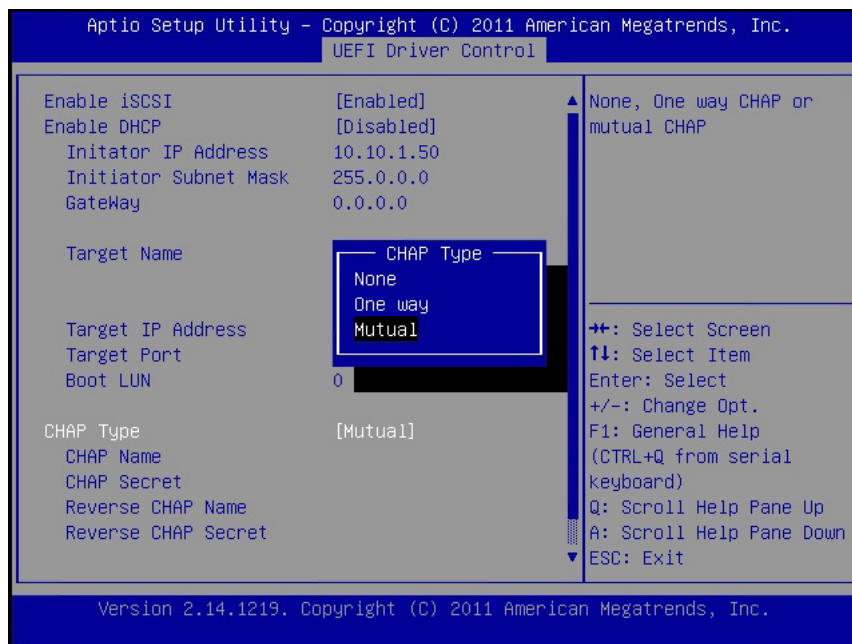 Aptio Setup Utility – Copyright (C) 2011 American Megatrends, Inc.
UEFI Driver Control
Enable iSCSI [Enabled]
Enable DHCP [Disabled]
Initator IP Address 10.10.1.50
Initiator Subnet Mask 255.0.0.0
GateWay 0.0.0.0
Target Name
Target IP Address
Target Port
Boot LUN 0
CHAP Type [Mutual]
CHAP Name
CHAP Secret
Reverse CHAP Name
Reverse CHAP Secret
CHAP Type
None
One way
Mutual
None, One way CHAP or
mutual CHAP
→←: Select Screen
↑↓: Select Item
Enter: Select
+/-: Change Opt.
F1: General Help
(CTRL+Q from serial
keyboard)
Q: Scroll Help Pane Up
A: Scroll Help Pane Down
ESC: Exit
Version 2.14.1219. Copyright (C) 2011 American Megatrends, Inc.